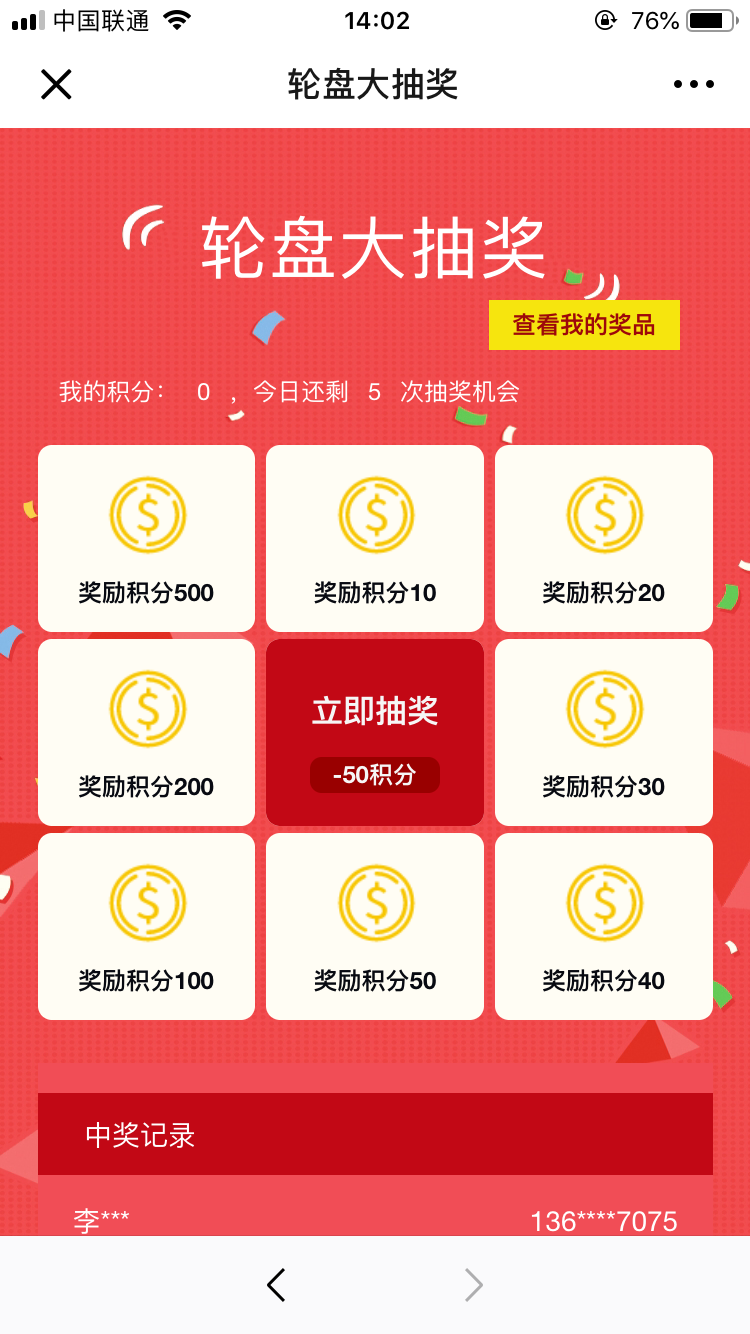 中国联通 14:02 76%
轮盘大抽奖
轮盘大抽奖
查看我的奖品
我的积分： 0 ，今日还剩 5 次抽奖机会
奖励积分500 奖励积分10 奖励积分20
立即抽奖
奖励积分200 -50积分 奖励积分30
奖励积分100 奖励积分50 奖励积分40
中奖记录
李*** 136****7075